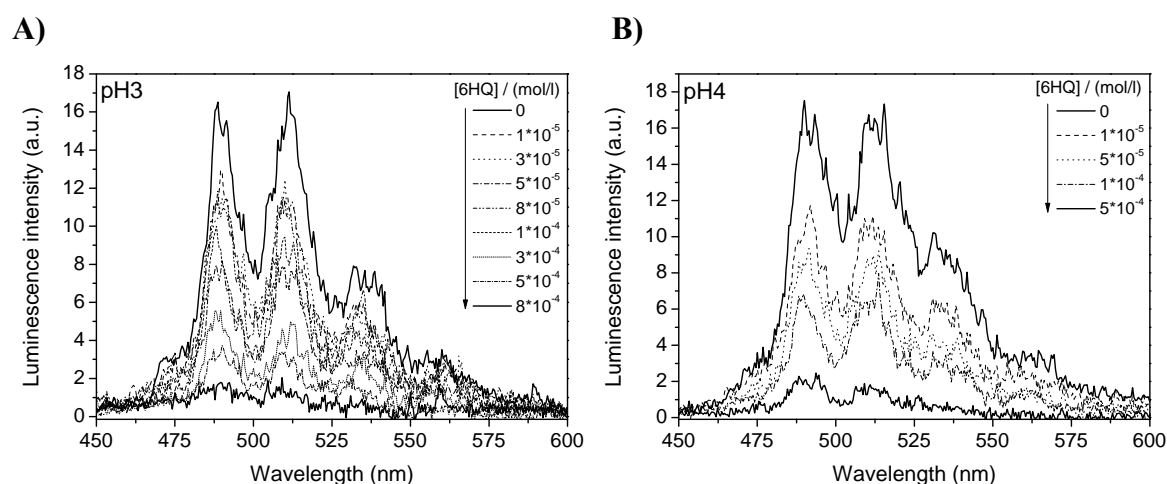 A)
pH3
[6HQ] / (mol/l)
0
1*10-5
3*10-5
5*10-5
8*10-5
1*10-4
3*10-4
5*10-4
8*10-4
Luminescence intensity (a.u.)
18
16
14
12
10
8
6
4
2
0
450 475 500 525 550 575 600
Wavelength (nm)
B)
pH4
[6HQ] / (mol/l)
0
1*10-5
5*10-5
1*10-4
5*10-4
Luminescence intensity (a.u.)
18
16
14
12
10
8
6
4
2
0
450 475 500 525 550 575 600
Wavelength (nm)